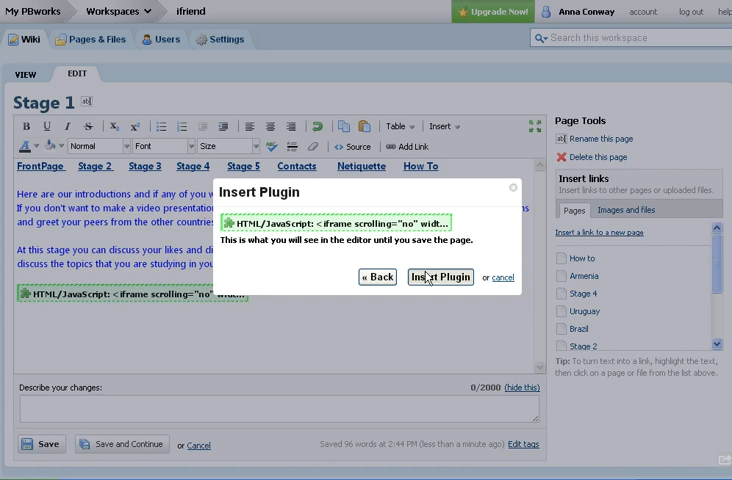 My PBworks Workspaces ifriend Upgrade Now! Anna Conway account log out help
Wiki Pages & Files Users Settings Search this workspace
VIEW EDIT
Stage 1 ab|
Page Tools
B I U S X2 X2 Table Insert
ab| Rename this page
A Normal Font Size ABC Source Add Link
Delete this page
FrontPage Stage 2 Stage 3 Stage 4 Stage 5 Contacts Netiquette How To
Insert links
Insert links to other pages or uploaded files.
Here are our introductions and if any of you w
If you don't want to make a video presentatio
and greet your peers from the other countrie
At this stage you can discuss your likes and di
discuss the topics that you are studying in you
HTML/JavaScript: <iframe scrolling="no" widt...
Insert Plugin
HTML/JavaScript: <iframe scrolling="no" widt...
This is what you will see in the editor until you save the page.
« Back Insert Plugin or cancel
Pages Images and files
Insert a link to a new page
How to
Armenia
Stage 4
Uruguay
Brazil
Stage 2
Tip: To turn text into a link, highlight the text,
then click on a page or file from the list above.
Describe your changes: 0/2000 (hide this)
Save Save and Continue or Cancel Saved 96 words at 2:44 PM (less than a minute ago) Edit tags